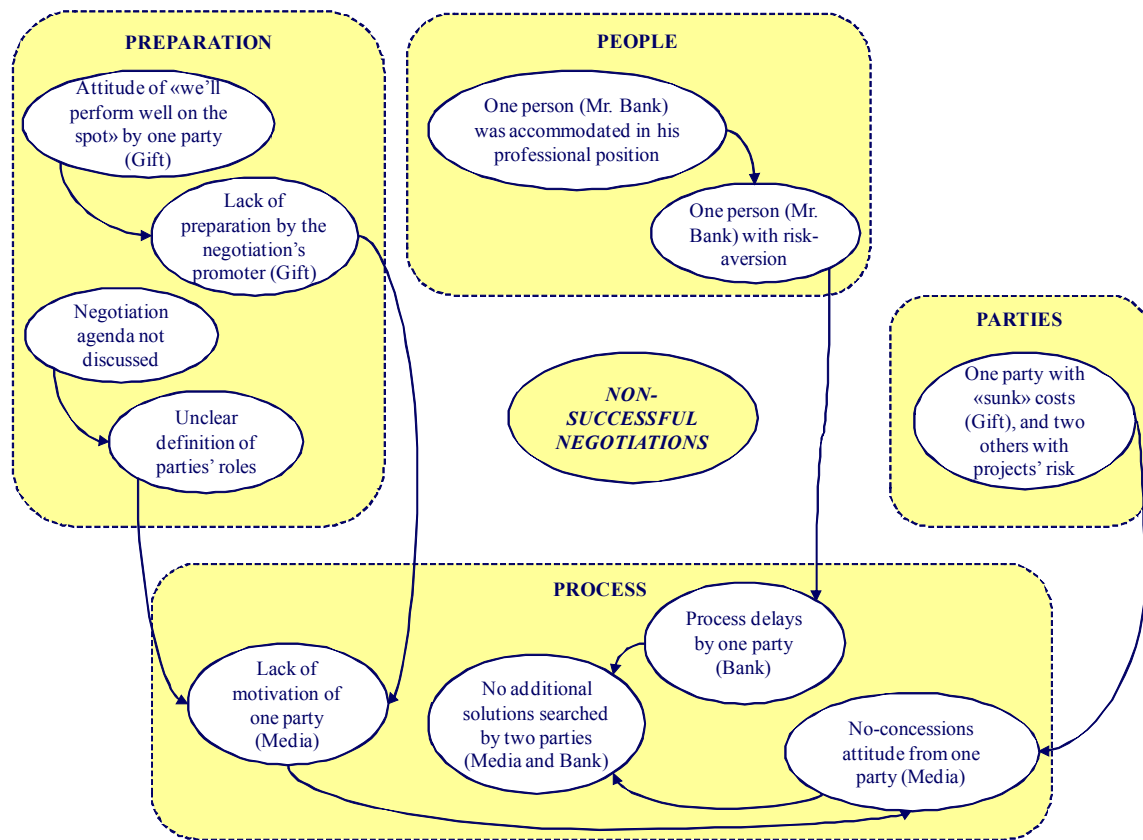 PREPARATION
Attitude of «we’ll
perform well on the
spot» by one party
(Gift)
Lack of
preparation by the
negotiation’s
promoter (Gift)
Negotiation
agenda not
discussed
Unclear
definition of
parties’ roles
PEOPLE
One person (Mr. Bank)
was accommodated in his
professional position
One person (Mr.
Bank) with risk-
aversion
NON-
SUCCESSFUL
NEGOTIATIONS
PARTIES
One party with
«sunk» costs
(Gift), and two
others with
projects’ risk
PROCESS
Process delays
by one party
(Bank)
Lack of
motivation of
one party
(Media)
No additional
solutions searched
by two parties
(Media and Bank)
No-concessions
attitude from one
party (Media)